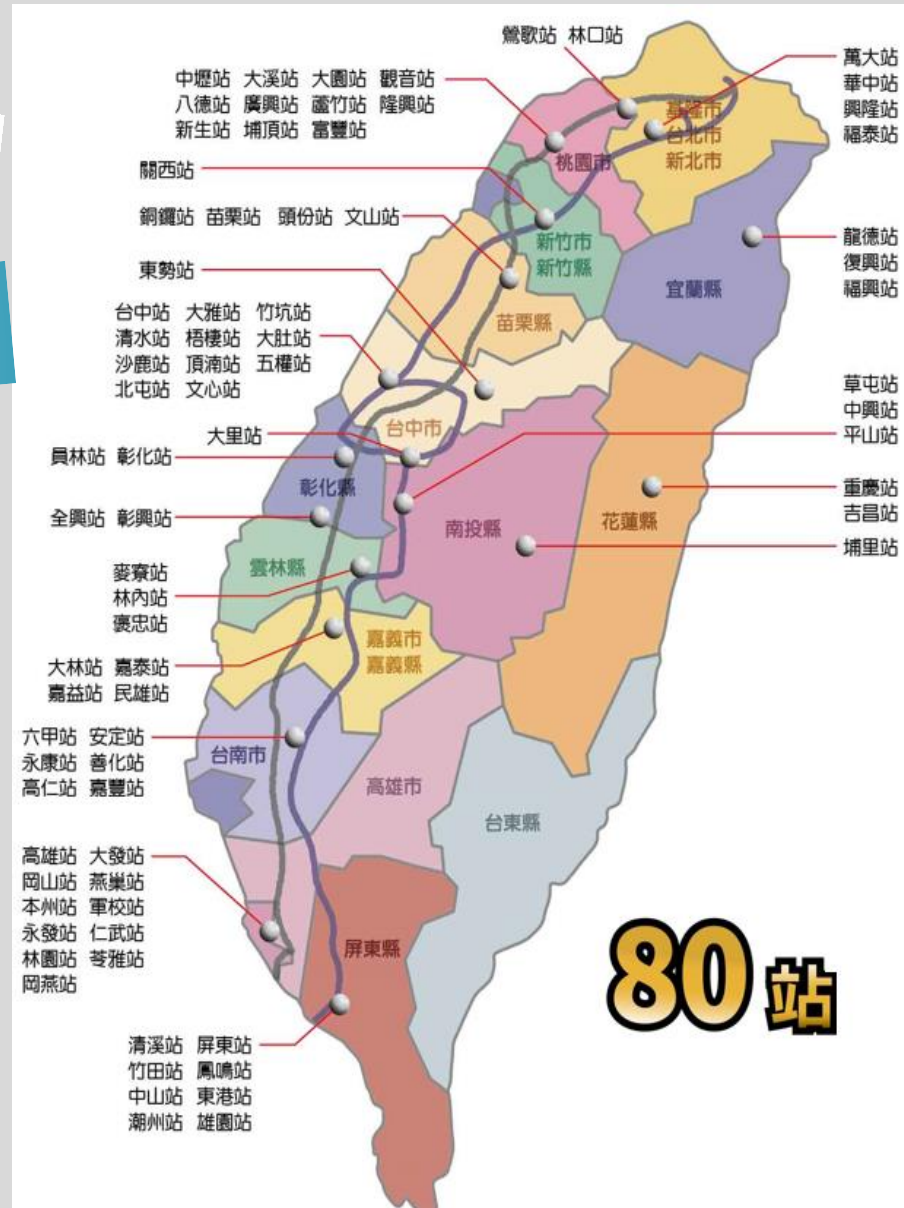 鶯歌站 林口站
萬大站
華中站
興隆站
福泰站
中壢站 大溪站 大園站 觀音站
八德站 廣興站 蘆竹站 隆興站
新生站 埔頂站 富豐站
基隆市
台北市
新北市
桃園市
關西站
銅鑼站 苗栗站 頭份站 文山站
新竹市
新竹縣
龍德站
復興站
福興站
宜蘭縣
東勢站
苗栗縣
台中站 大雅站 竹坑站
清水站 梧棲站 大肚站
沙鹿站 頂湳站 五權站
北屯站 文心站
草屯站
中興站
平山站
台中市
大里站
員林站 彰化站
彰化縣
重慶站
吉昌站
全興站 彰興站
南投縣
花蓮縣
埔里站
麥寮站
林內站
褒忠站
雲林縣
嘉義市
嘉義縣
大林站 嘉泰站
嘉益站 民雄站
六甲站 安定站
永康站 善化站
高仁站 嘉豐站
台南市
高雄市
台東縣
高雄站 大發站
岡山站 燕巢站
本州站 軍校站
永發站 仁武站
林園站 苓雅站
岡燕站
屏東縣
80站
清溪站 屏東站
竹田站 鳳鳴站
中山站 東港站
潮州站 雄園站